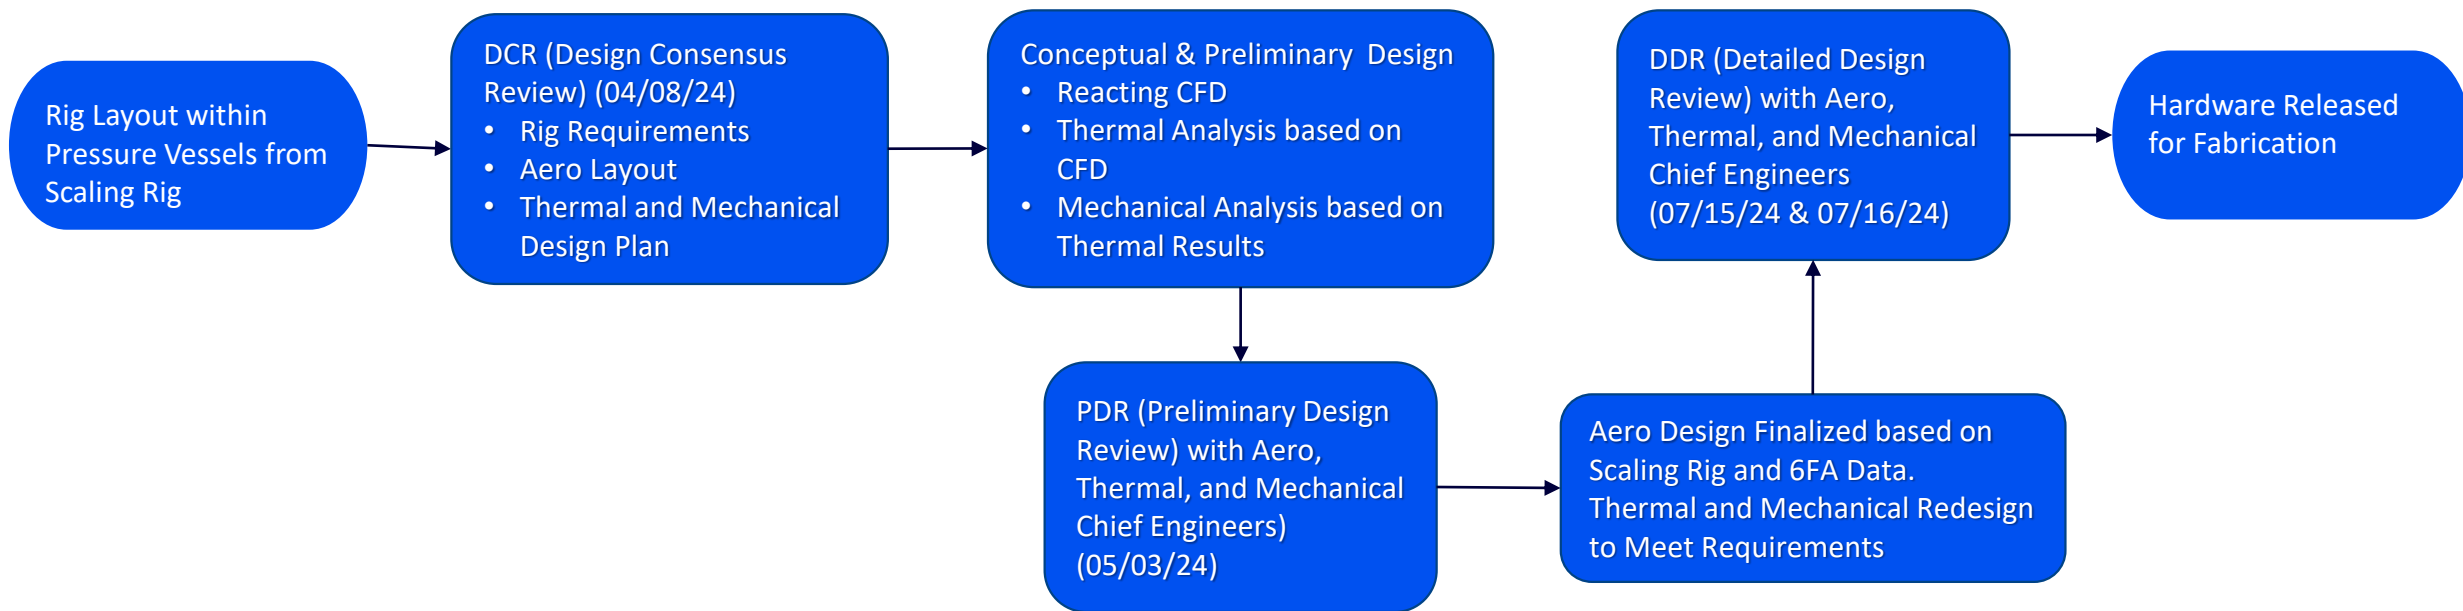 Rig Layout within
Pressure Vessels from
Scaling Rig
DCR (Design Consensus
Review) (04/08/24)
• Rig Requirements
• Aero Layout
• Thermal and Mechanical
Design Plan
Conceptual & Preliminary  Design
• Reacting CFD
• Thermal Analysis based on
CFD
• Mechanical Analysis based on
Thermal Results
PDR (Preliminary Design
Review) with Aero,
Thermal, and Mechanical
Chief Engineers)
(05/03/24)
Aero Design Finalized based on
Scaling Rig and 6FA Data.
Thermal and Mechanical Redesign
to Meet Requirements
DDR (Detailed Design
Review) with Aero,
Thermal, and Mechanical
Chief Engineers
(07/15/24 & 07/16/24)
Hardware Released
for Fabrication